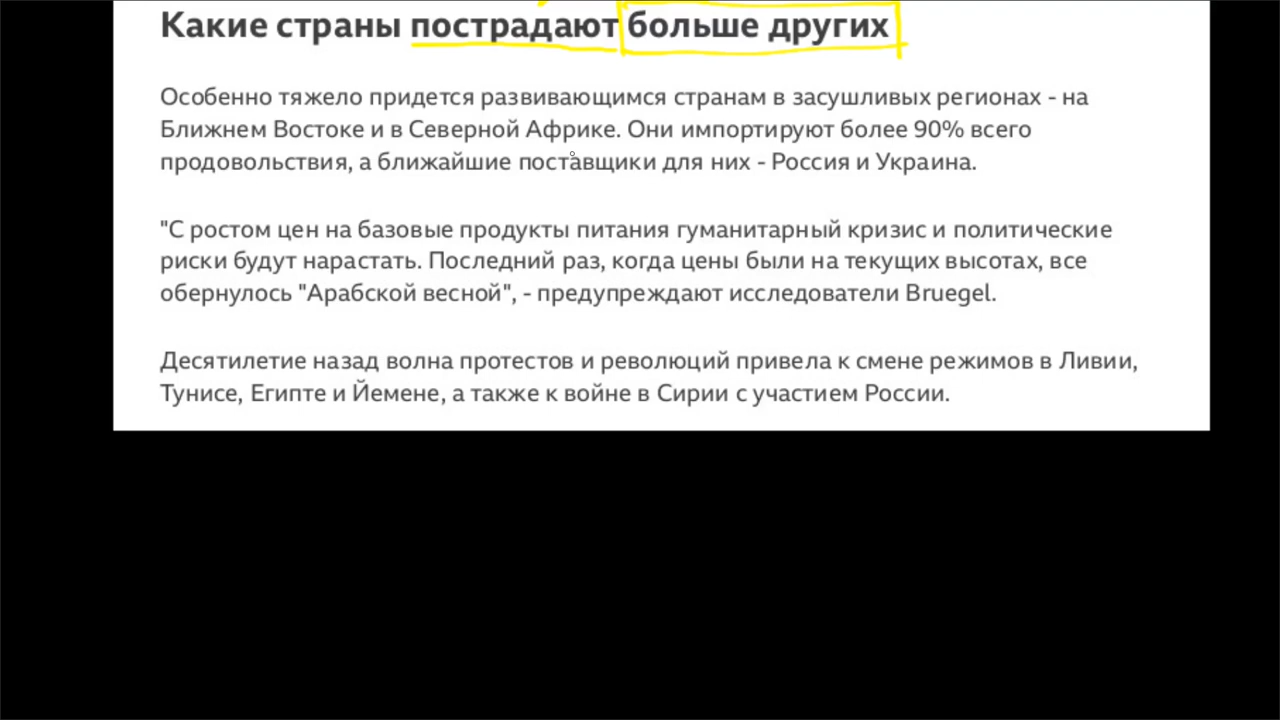 Какие страны пострадают больше других
Особенно тяжело придется развивающимся странам в засушливых регионах - на
Ближнем Востоке и в Северной Африке. Они импортируют более 90% всего
продовольствия, а ближайшие поставщики для них - Россия и Украина.
"С ростом цен на базовые продукты питания гуманитарный кризис и политические
риски будут нарастать. Последний раз, когда цены были на текущих высотах, все
обернулось "Арабской весной", - предупреждают исследователи Bruegel.
Десятилетие назад волна протестов и революций привела к смене режимов в Ливии,
Тунисе, Египте и Йемене, а также к войне в Сирии с участием России.